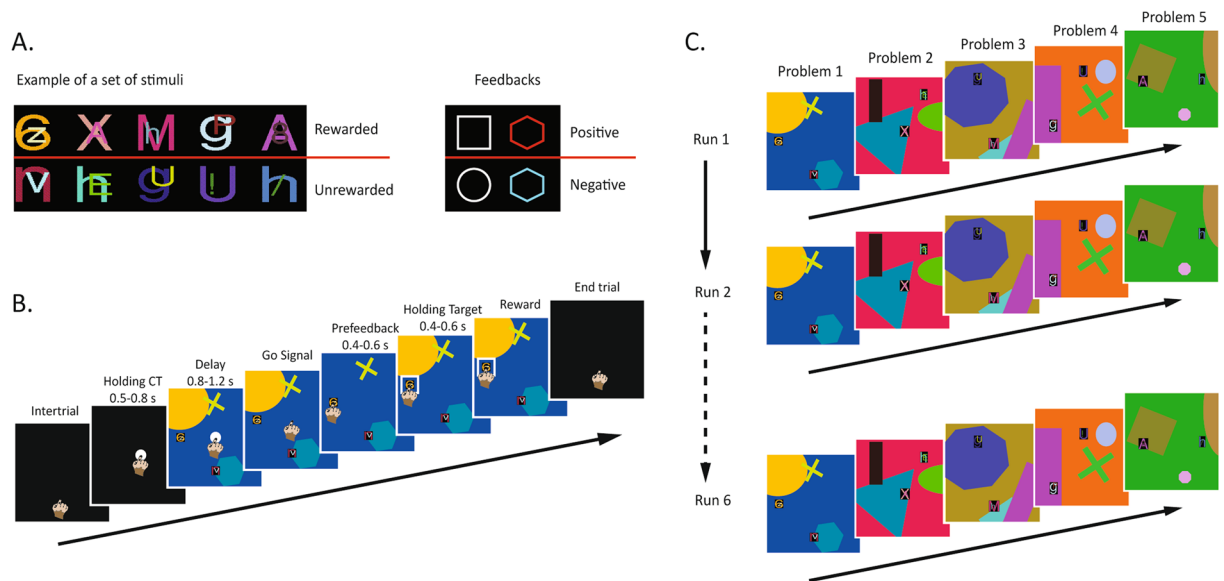 A.
Example of a set of stimuli
Feedbacks
6 z X A M h g P A e
Rewarded
Positive
n v h E g U U ! h /
Unrewarded
Negative
B.
Intertrial
Holding CT
0.5-0.8 s
Delay
0.8-1.2 s
Go Signal
Prefeedback
0.4-0.6 s
Holding Target
0.4-0.6 s
Reward
End trial
C.
Problem 1
Problem 2
Problem 3
Problem 4
Problem 5
Run 1
Run 2
Run 6